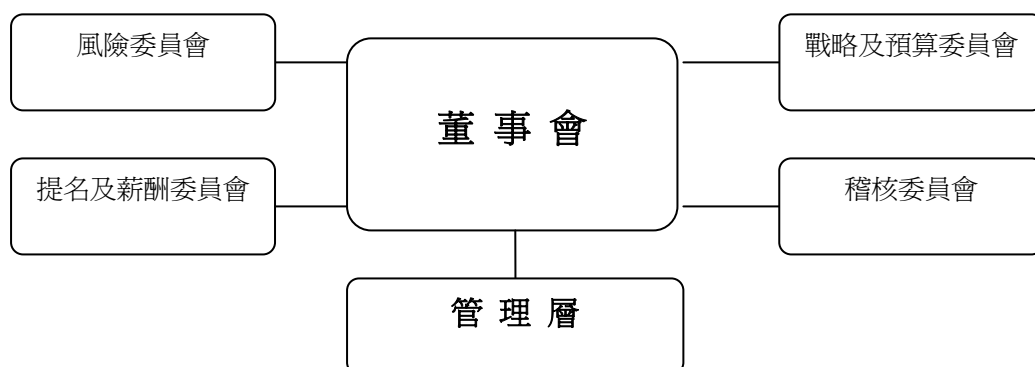 風險委員會
戰略及預算委員會
董 事 會
提名及薪酬委員會
稽核委員會
管 理 層